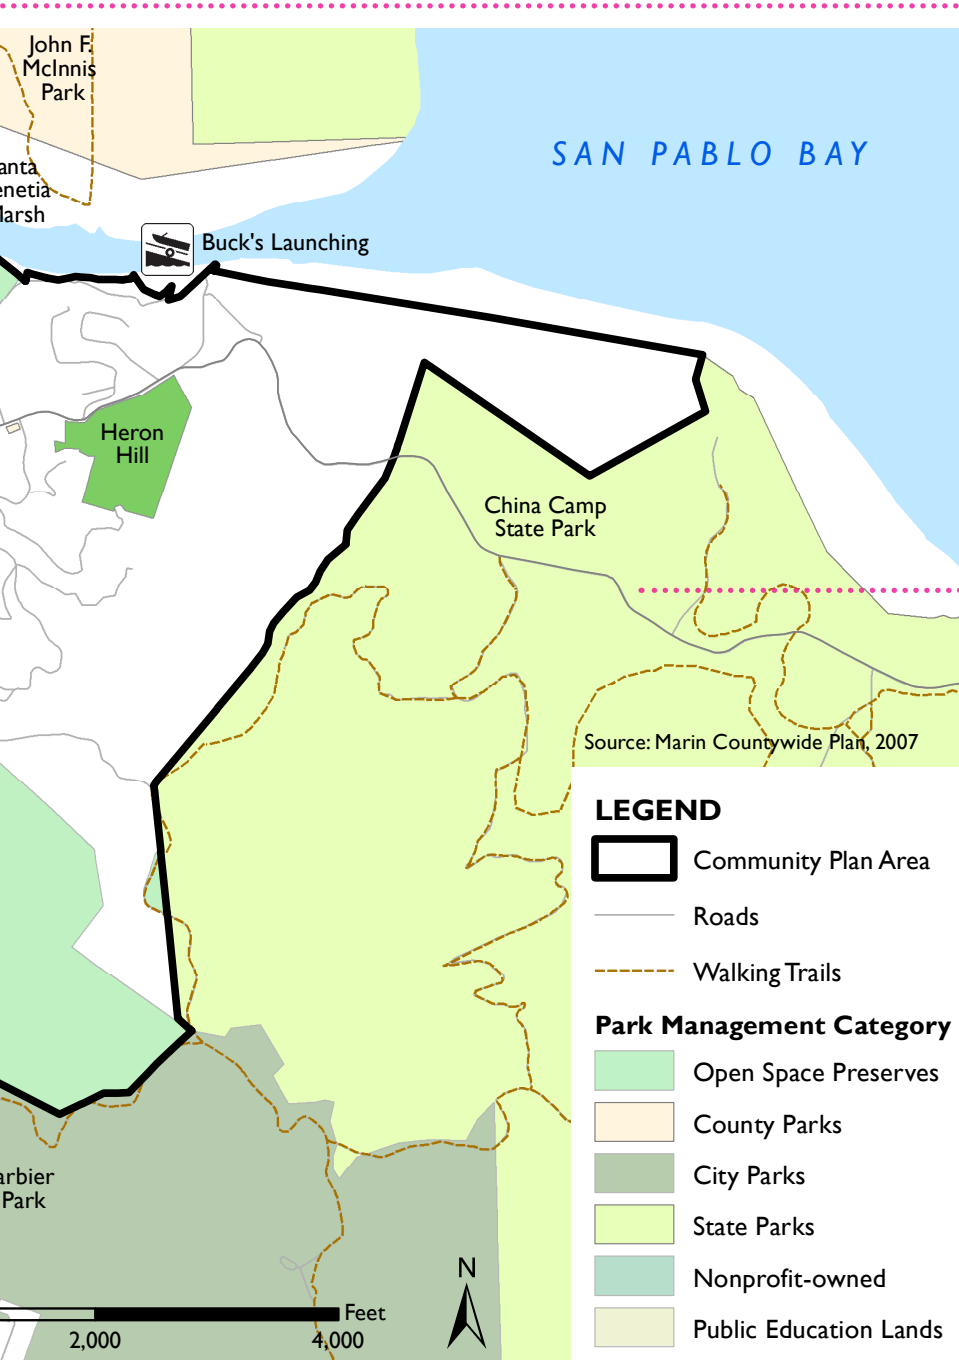 John F.
McInnis
Park
SAN PABLO BAY
anta
enetia
arsh
Buck's Launching
Heron
Hill
China Camp
State Park
Source: Marin Countywide Plan, 2007
LEGEND
Community Plan Area
Roads
Walking Trails
Park Management Category
Open Space Preserves
County Parks
City Parks
State Parks
Nonprofit-owned
Public Education Lands
arbier
Park
N
Feet
2,000
4,000